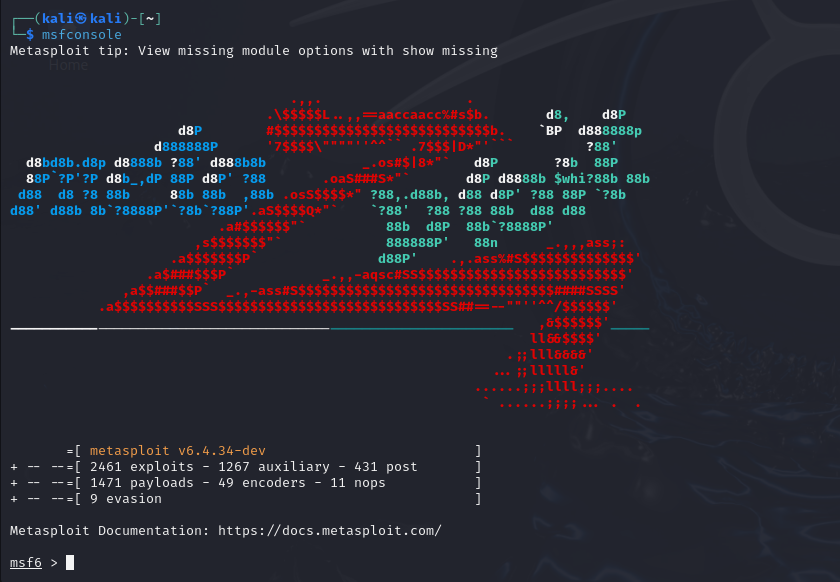 ┌──(kali㉿kali)-[~]
└─$ msfconsole
Metasploit tip: View missing module options with show missing
Home
=[ metasploit v6.4.34-dev ]
+ -- --=[ 2461 exploits - 1267 auxiliary - 431 post ]
+ -- --=[ 1471 payloads - 49 encoders - 11 nops ]
+ -- --=[ 9 evasion ]
Metasploit Documentation: https://docs.metasploit.com/
msf6 >